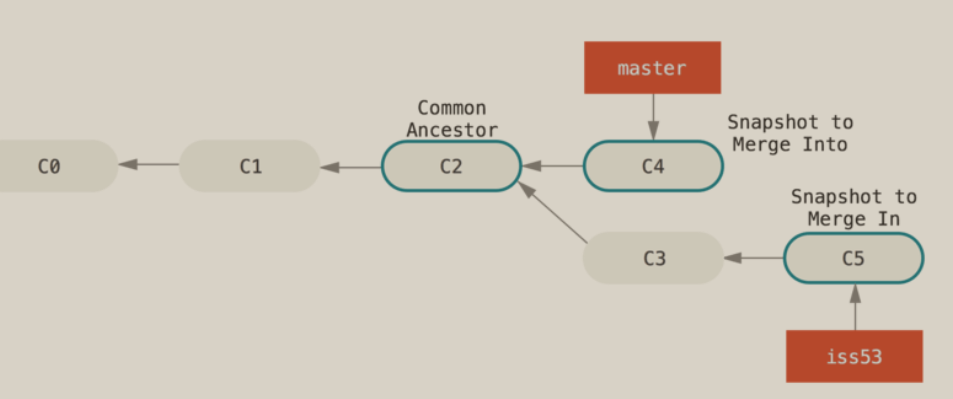 master
Common
Ancestor
Snapshot to
Merge Into
C0
C1
C2
C4
Snapshot to
Merge In
C3
C5
iss53